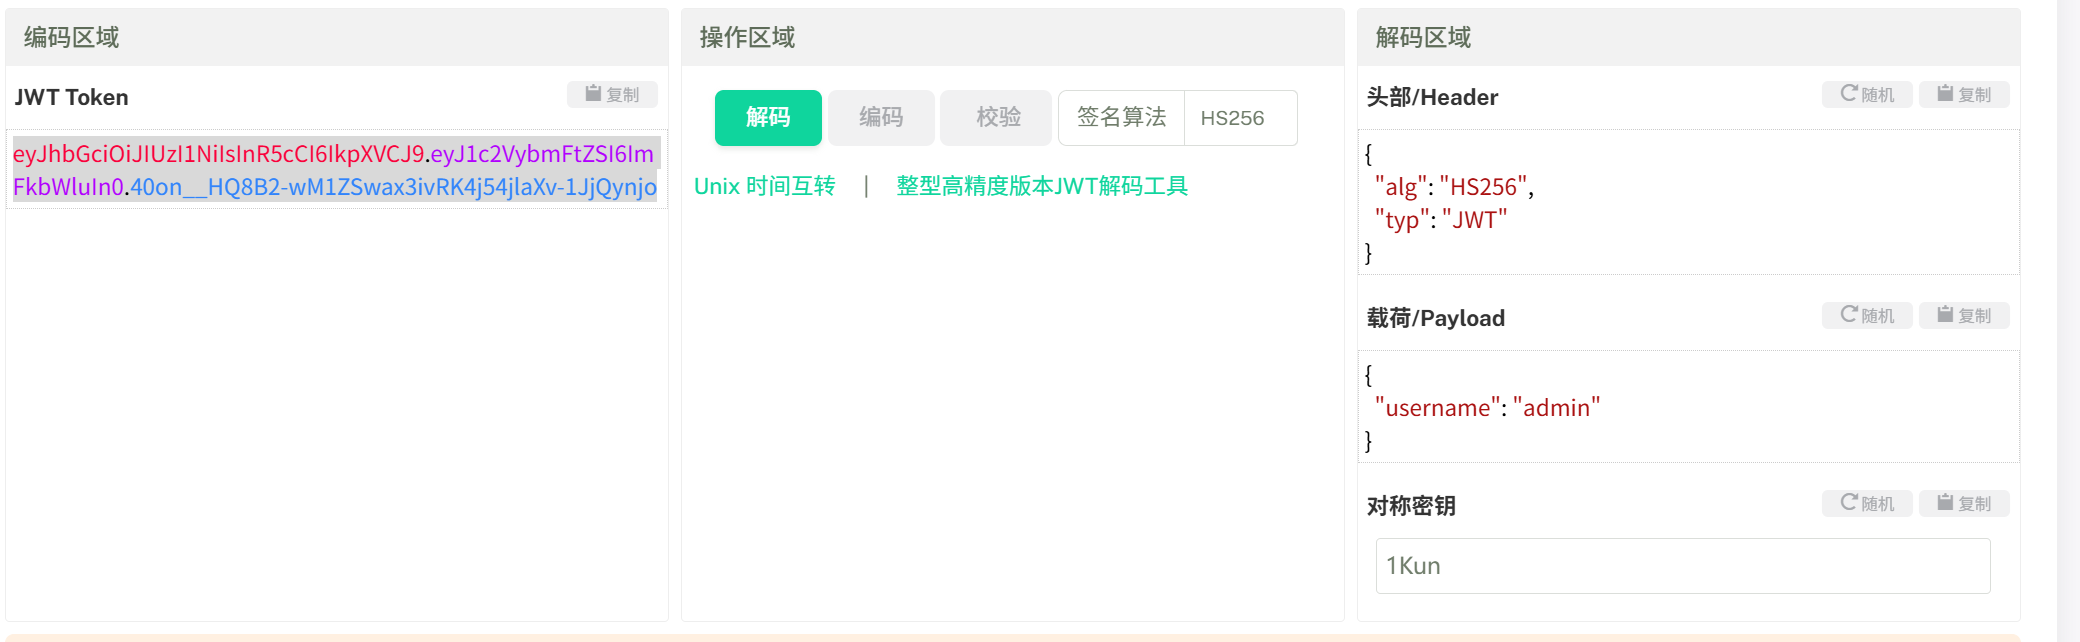 编码区域
JWT Token
复制
eyJhbGciOiJIUzI1NiIsInR5cCI6IkpXVCJ9.eyJ1c2VybmFtZSI6Im
FkbWluIn0.40on__HQ8B2-wM1ZSwax3ivRK4j54jlaXv-1JjQynjo
操作区域
解码 编码 校验 签名算法 HS256
Unix 时间互转 | 整型高精度版本JWT解码工具
解码区域
头部/Header 随机 复制
{
"alg": "HS256",
"typ": "JWT"
}
载荷/Payload 随机 复制
{
"username": "admin"
}
对称密钥 随机 复制
1Kun